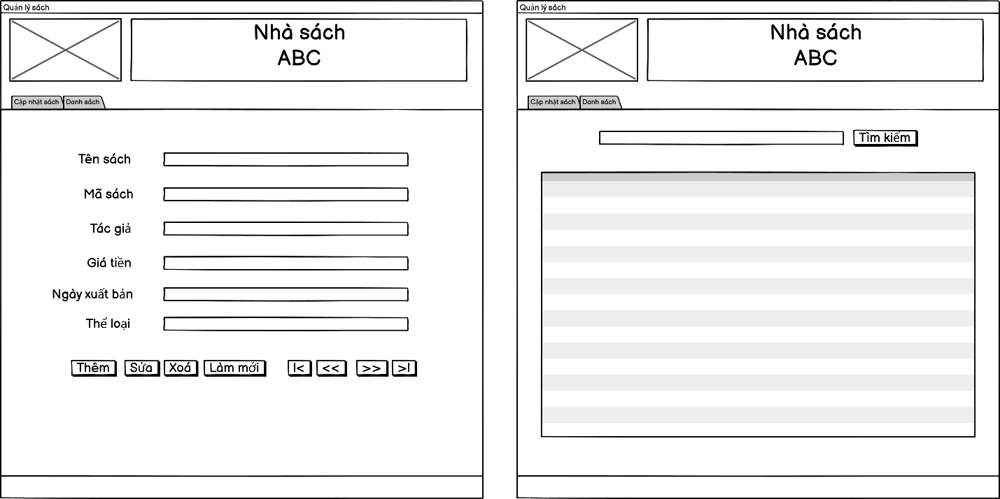 Quản lý sách
Nhà sách
ABC
Cập nhật sách
Danh sách
Tên sách
Mã sách
Tác giả
Giá tiền
Ngày xuất bản
Thể loại
Thêm
Sửa
Xoá
Làm mới
I<
<<
>>
>I
Quản lý sách
Nhà sách
ABC
Cập nhật sách
Danh sách
Tìm kiếm